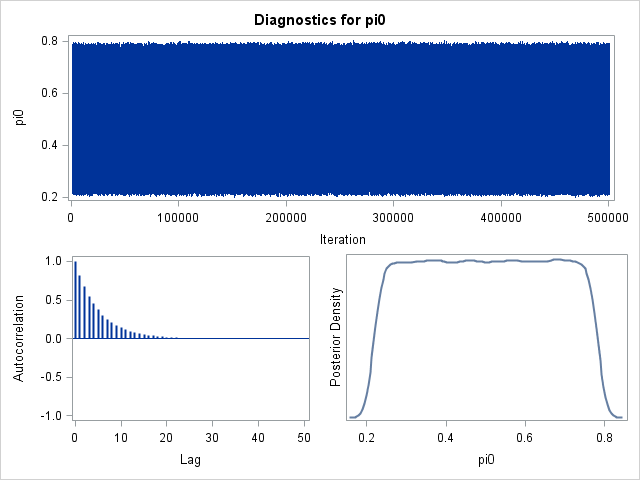 Diagnostics for pi0
pi0
0.8
0.6
0.4
0.2
0 100000 200000 300000 400000 500000
Iteration
Autocorrelation
1.0
0.5
0.0
-0.5
-1.0
0 10 20 30 40 50
Lag
Posterior Density
0.2 0.4 0.6 0.8
pi0